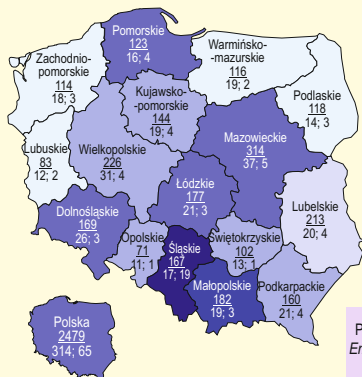 Pomorskie
123
16; 4
Zachodnio-
pomorskie
114
18; 3
Warmińsko-
mazurskie
116
19; 2
Podlaskie
118
14; 3
Kujawsko-
pomorskie
144
19; 4
Lubuskie
83
12; 2
Wielkopolskie
226
31; 4
Mazowieckie
314
37; 5
Łódzkie
177
21; 3
Dolnośląskie
169
26; 3
Lubelskie
213
20; 4
Opolskie
71
11; 1
Śląskie
167
17; 19
Świętokrzyskie
102
13; 1
Małopolskie
182
19; 3
Podkarpackie
160
21; 4
Polska
2479
314; 65